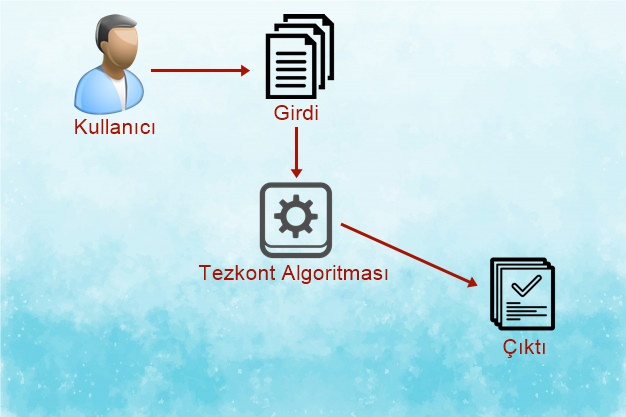 Kullanıcı
Girdi
Tezkont Algoritması
Çıktı